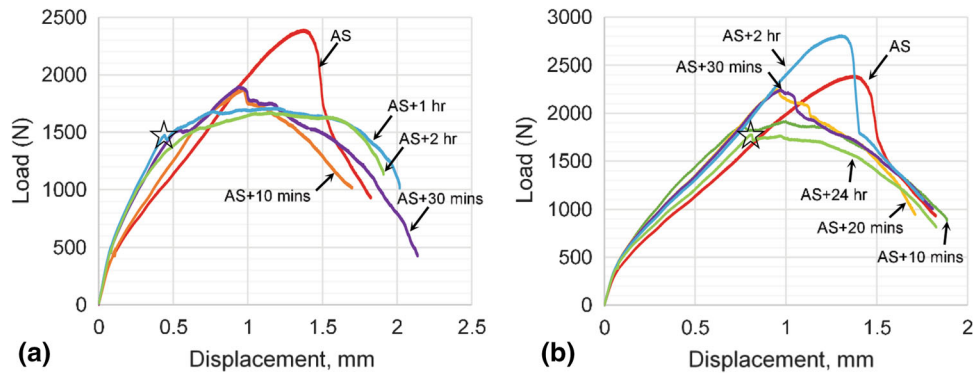 (a)
2500
2000
1500
1000
500
0
Load (N)
AS
AS+1 hr
AS+2 hr
AS+10 mins
AS+30 mins
0
0.5
1
1.5
2
2.5
Displacement, mm
(b)
3000
2500
2000
1500
1000
500
0
Load (N)
AS+2 hr
AS
AS+30 mins
AS+24 hr
AS+20 mins
AS+10 mins
0
0.5
1
1.5
2
Displacement, mm